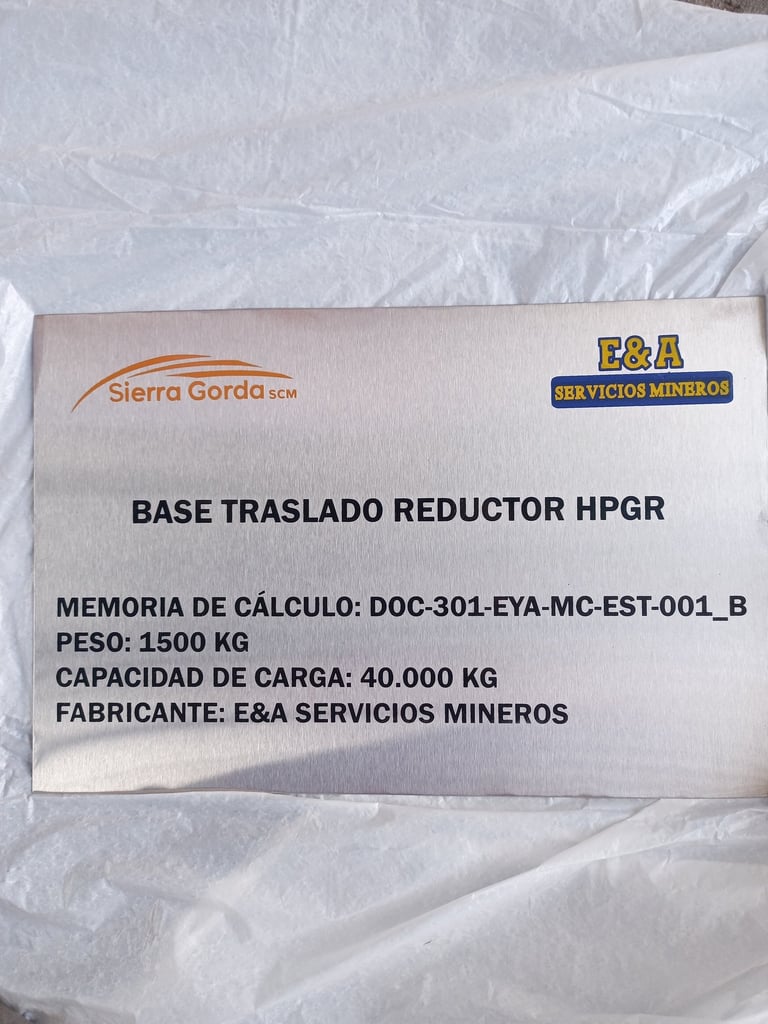 Sierra Gorda SCM
E&A
SERVICIOS MINEROS
BASE TRASLADO REDUCTOR HPGR
MEMORIA DE CÁLCULO: DOC-301-EYA-MC-EST-001_B
PESO: 1500 KG
CAPACIDAD DE CARGA: 40.000 KG
FABRICANTE: E&A SERVICIOS MINEROS